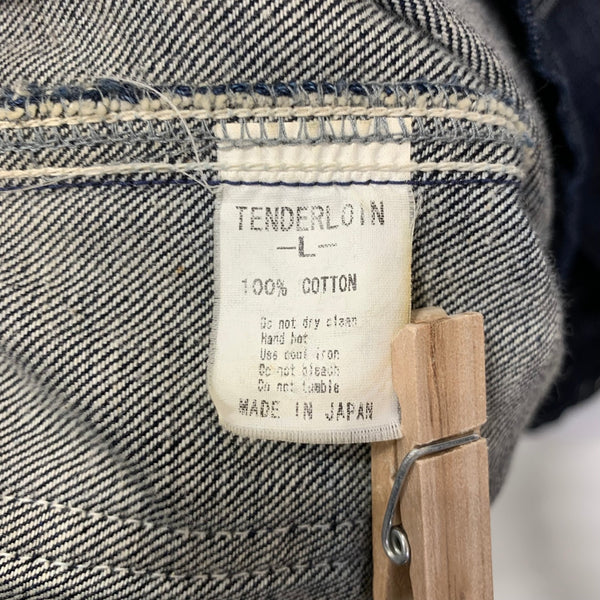 TENDERLOIN
-L-
100% COTTON
Do not dry clean
Hand hot
Use cool iron
Do not bleach
Do not tumble
MADE IN JAPAN